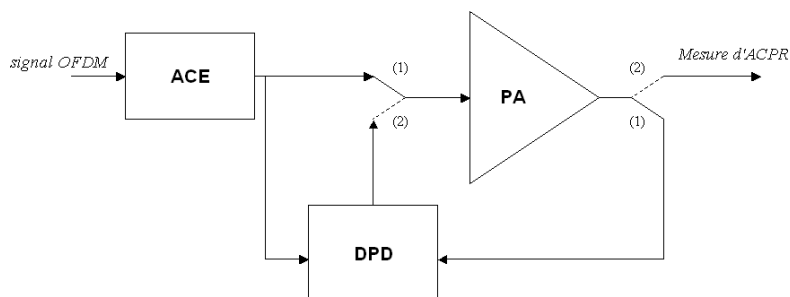 signal OFDM
ACE
(1)
(2)
PA
(2)
(1)
Mesure d'ACPR
DPD